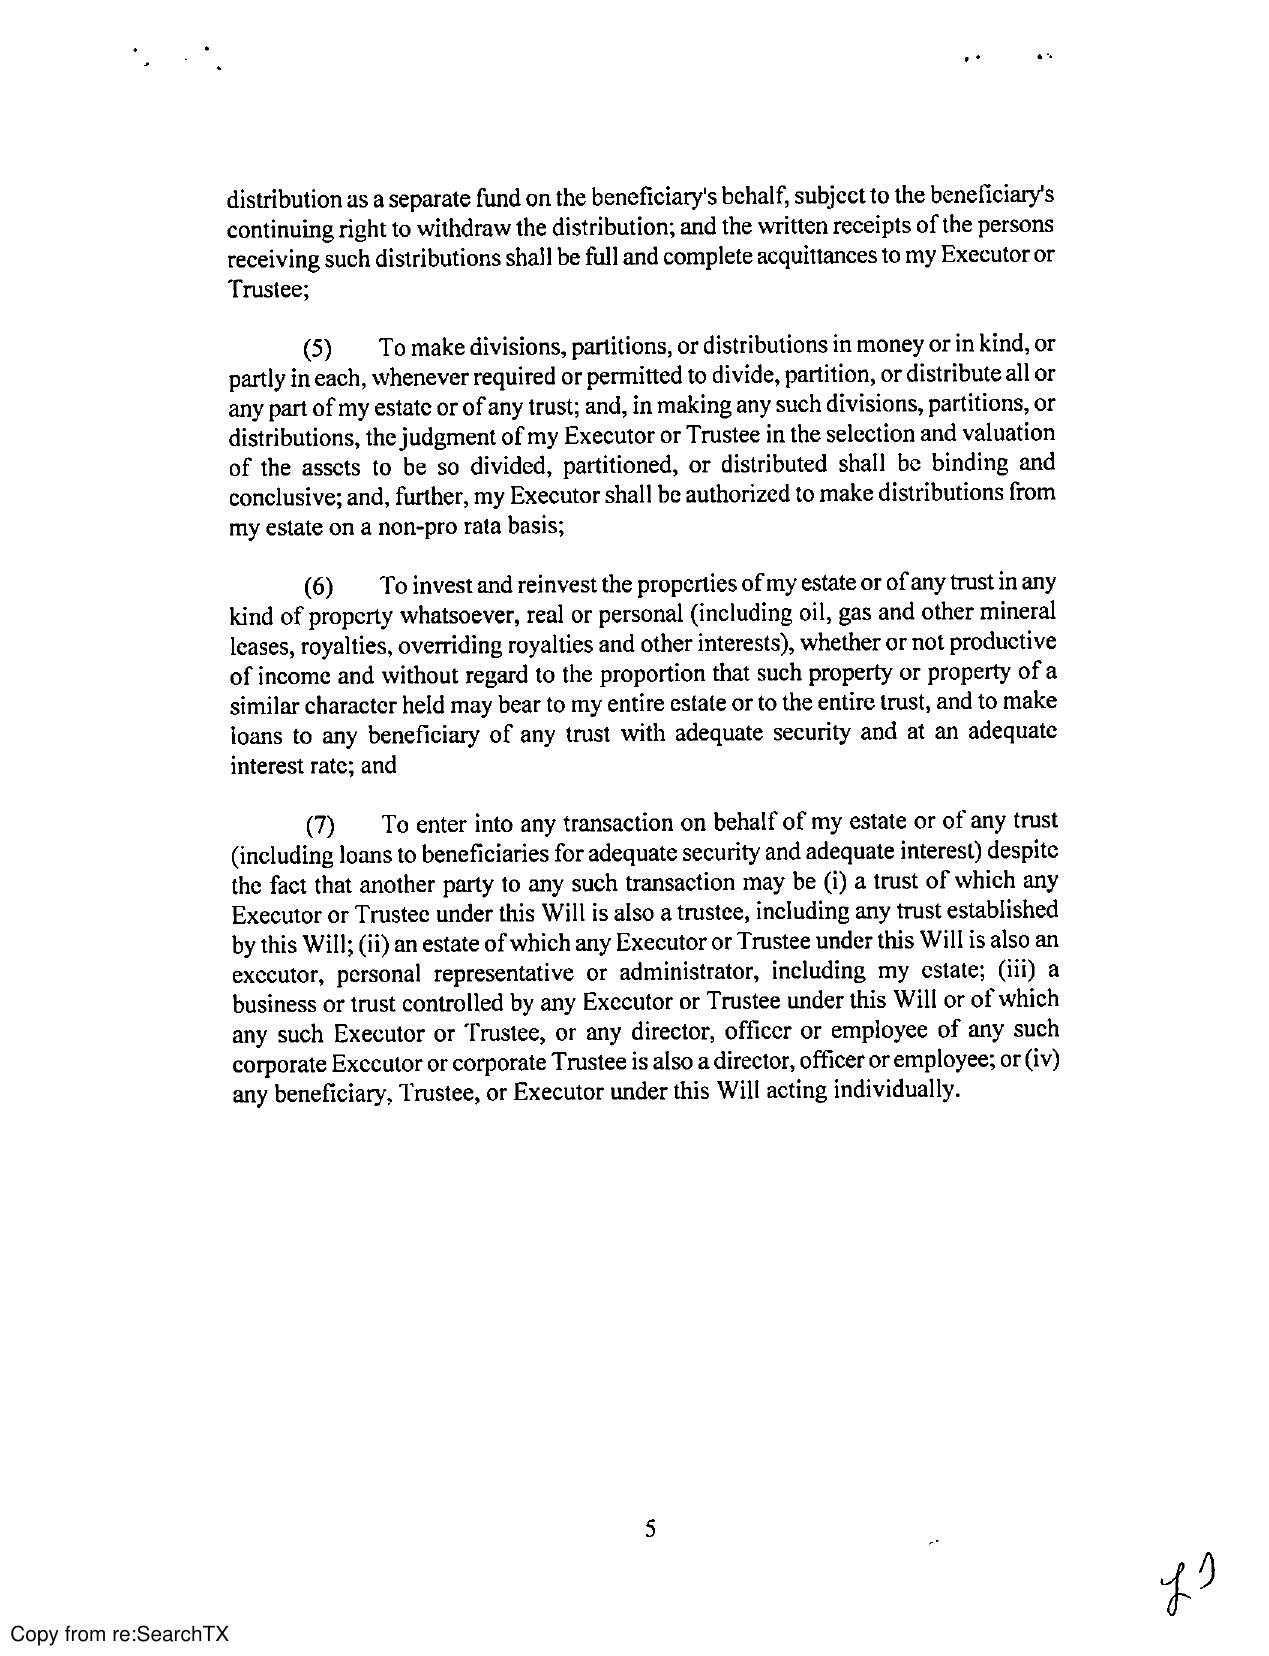 distribution as a separate fund on the beneficiary's behalf, subject to the beneficiary's
continuing right to withdraw the distribution; and the written receipts of the persons
receiving such distributions shall be full and complete acquittances to my Executor or
Trustee;
(5) To make divisions, partitions, or distributions in money or in kind, or
partly in each, whenever required or permitted to divide, partition, or distribute all or
any part of my estate or of any trust; and, in making any such divisions, partitions, or
distributions, the judgment of my Executor or Trustee in the selection and valuation
of the assets to be so divided, partitioned, or distributed shall be binding and
conclusive; and, further, my Executor shall be authorized to make distributions from
my estate on a non-pro rata basis;
(6) To invest and reinvest the properties of my estate or of any trust in any
kind of property whatsoever, real or personal (including oil, gas and other mineral
leases, royalties, overriding royalties and other interests), whether or not productive
of income and without regard to the proportion that such property or property of a
similar character held may bear to my entire estate or to the entire trust, and to make
loans to any beneficiary of any trust with adequate security and at an adequate
interest rate; and
(7) To enter into any transaction on behalf of my estate or of any trust
(including loans to beneficiaries for adequate security and adequate interest) despite
the fact that another party to any such transaction may be (i) a trust of which any
Executor or Trustee under this Will is also a trustee, including any trust established
by this Will; (ii) an estate of which any Executor or Trustee under this Will is also an
executor, personal representative or administrator, including my estate; (iii) a
business or trust controlled by any Executor or Trustee under this Will or of which
any such Executor or Trustee, or any director, officer or employee of any such
corporate Executor or corporate Trustee is also a director, officer or employee; or (iv)
any beneficiary, Trustee, or Executor under this Will acting individually.
5
Copy from re:SearchTX